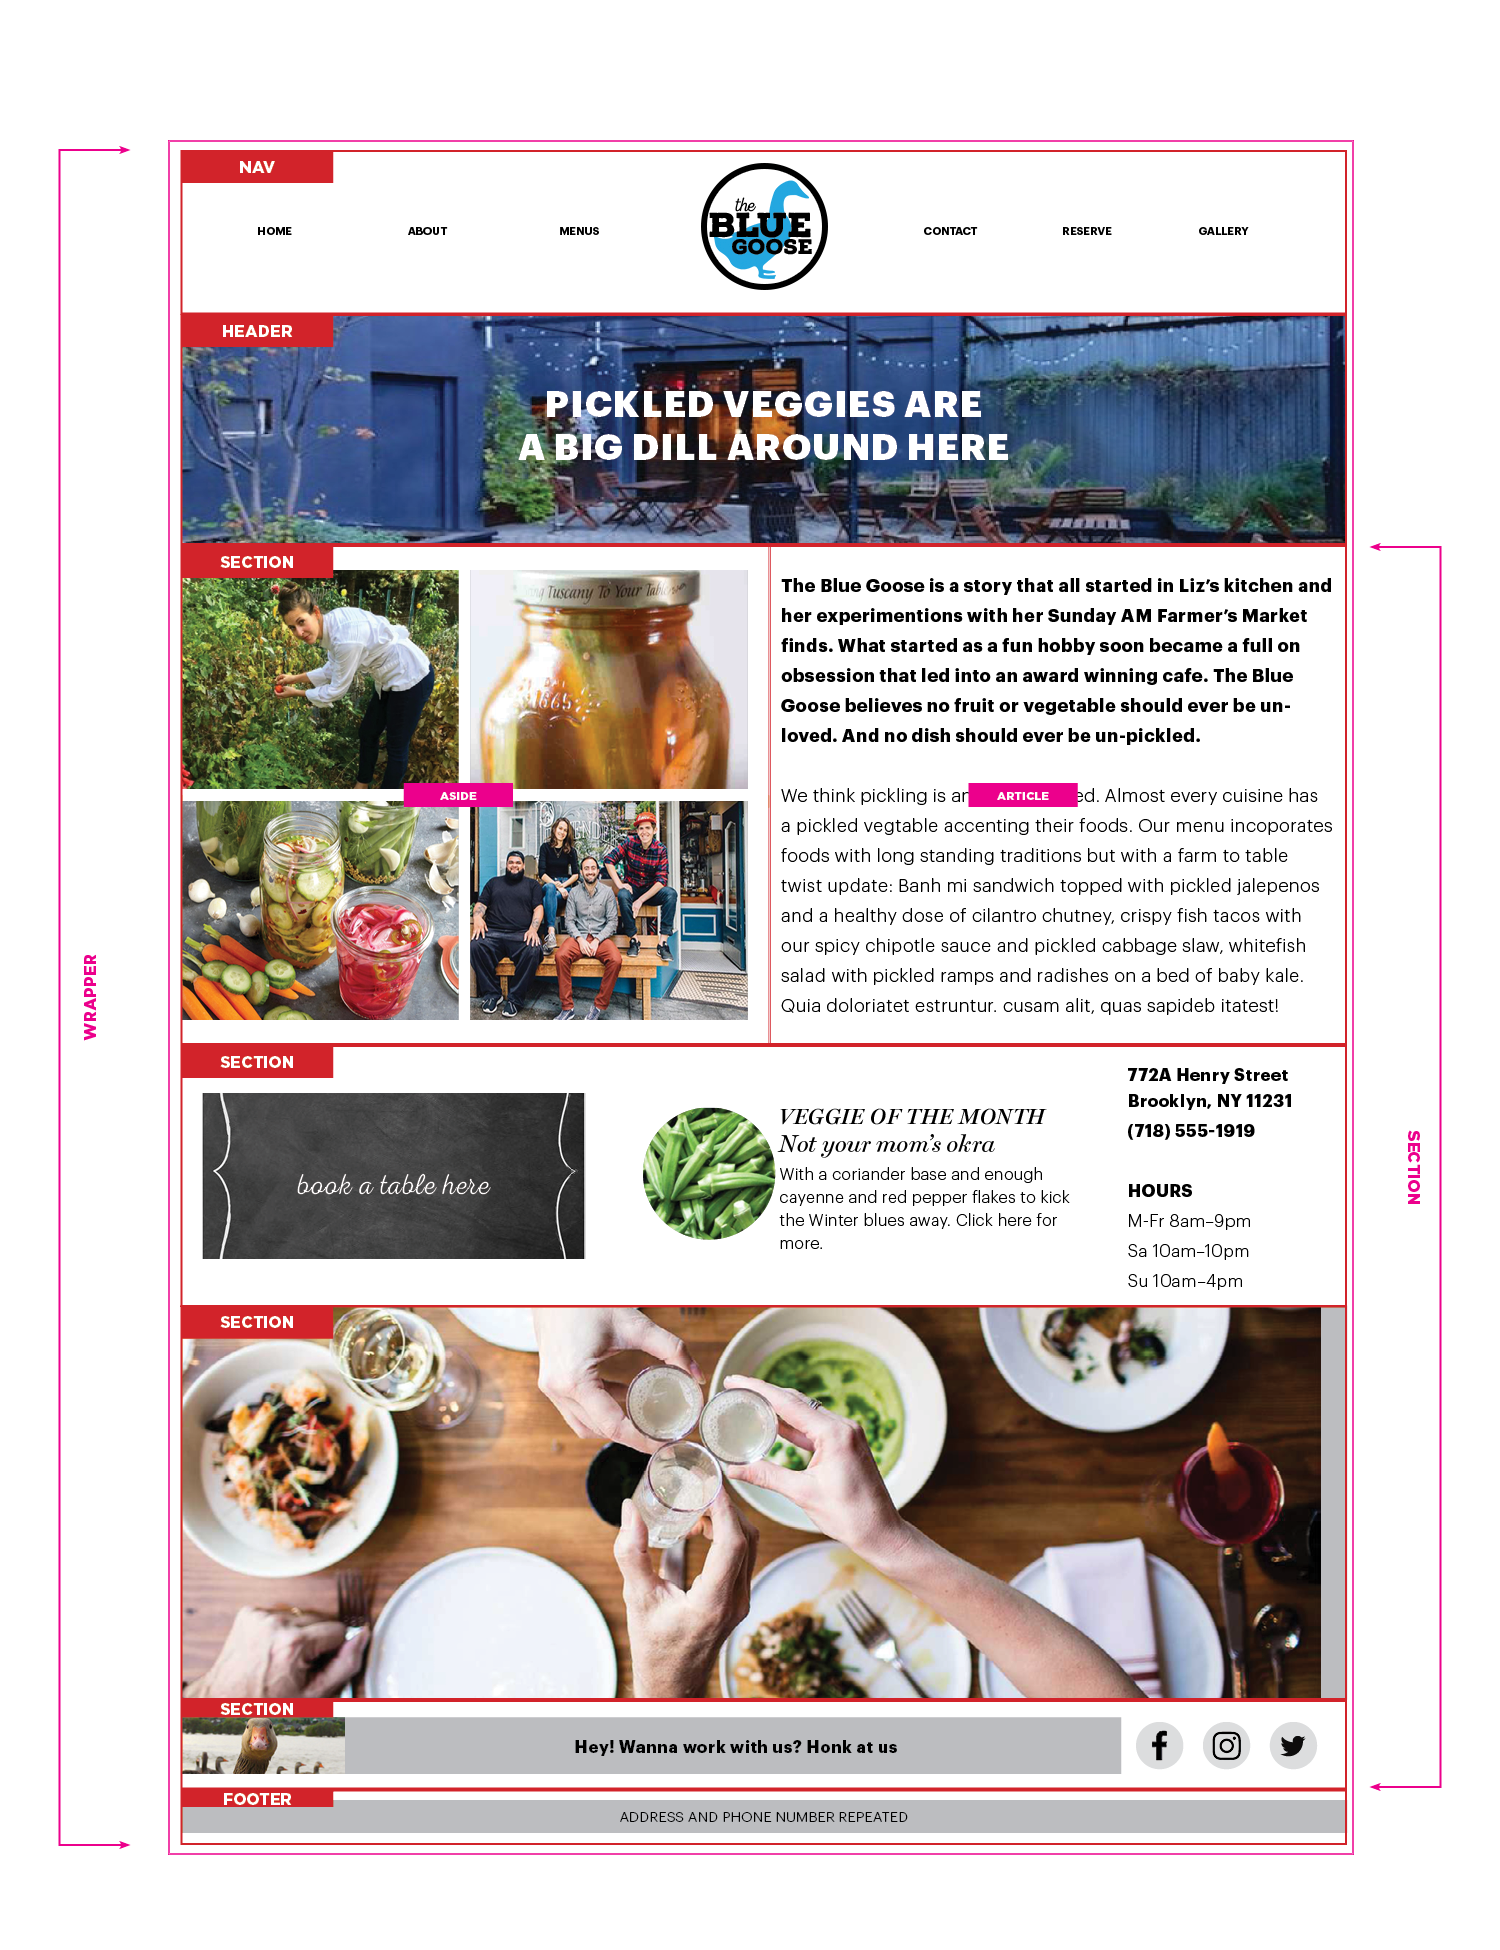 NAV
HOME
ABOUT
MENUS
the
BLUE
GOOSE
CONTACT
RESERVE
GALLERY
HEADER
PICKLED VEGGIES ARE
A BIG DILL AROUND HERE
SECTION
Tuscany To Your Table
1665
ASIDE
The Blue Goose is a story that all started in Liz’s kitchen and
her experimentions with her Sunday AM Farmer’s Market
finds. What started as a fun hobby soon became a full on
obsession that led into an award winning cafe. The Blue
Goose believes no fruit or vegetable should ever be un-
loved. And no dish should ever be un-pickled.
We think pickling is an ed. Almost every cuisine has
ARTICLE
a pickled vegtable accenting their foods. Our menu incoporates
foods with long standing traditions but with a farm to table
twist update: Banh mi sandwich topped with pickled jalepenos
and a healthy dose of cilantro chutney, crispy fish tacos with
our spicy chipotle sauce and pickled cabbage slaw, whitefish
salad with pickled ramps and radishes on a bed of baby kale.
Quia doloriatet estruntur. cusam alit, quas sapideb itatest!
WRAPPER
SECTION
SECTION
book a table here
VEGGIE OF THE MONTH
Not your mom’s okra
With a coriander base and enough
cayenne and red pepper flakes to kick
the Winter blues away. Click here for
more.
772A Henry Street
Brooklyn, NY 11231
(718) 555-1919
HOURS
M-Fr 8am–9pm
Sa 10am–10pm
Su 10am–4pm
SECTION
SECTION
Hey! Wanna work with us? Honk at us
FOOTER
ADDRESS AND PHONE NUMBER REPEATED